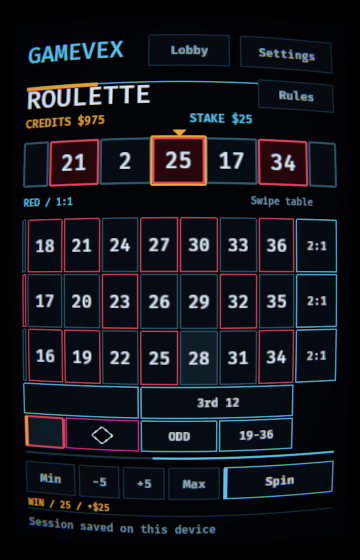 GAMEVEX Lobby Settings
ROULETTE Rules
CREDITS $975 STAKE $25
21 2 25 17 34
RED / 1:1 Swipe table
18 21 24 27 30 33 36 2:1
17 20 23 26 29 32 35 2:1
16 19 22 25 28 31 34 2:1
3rd 12
ODD 19-36
Min -5 +5 Max Spin
WIN / 25 / +$25
Session saved on this device